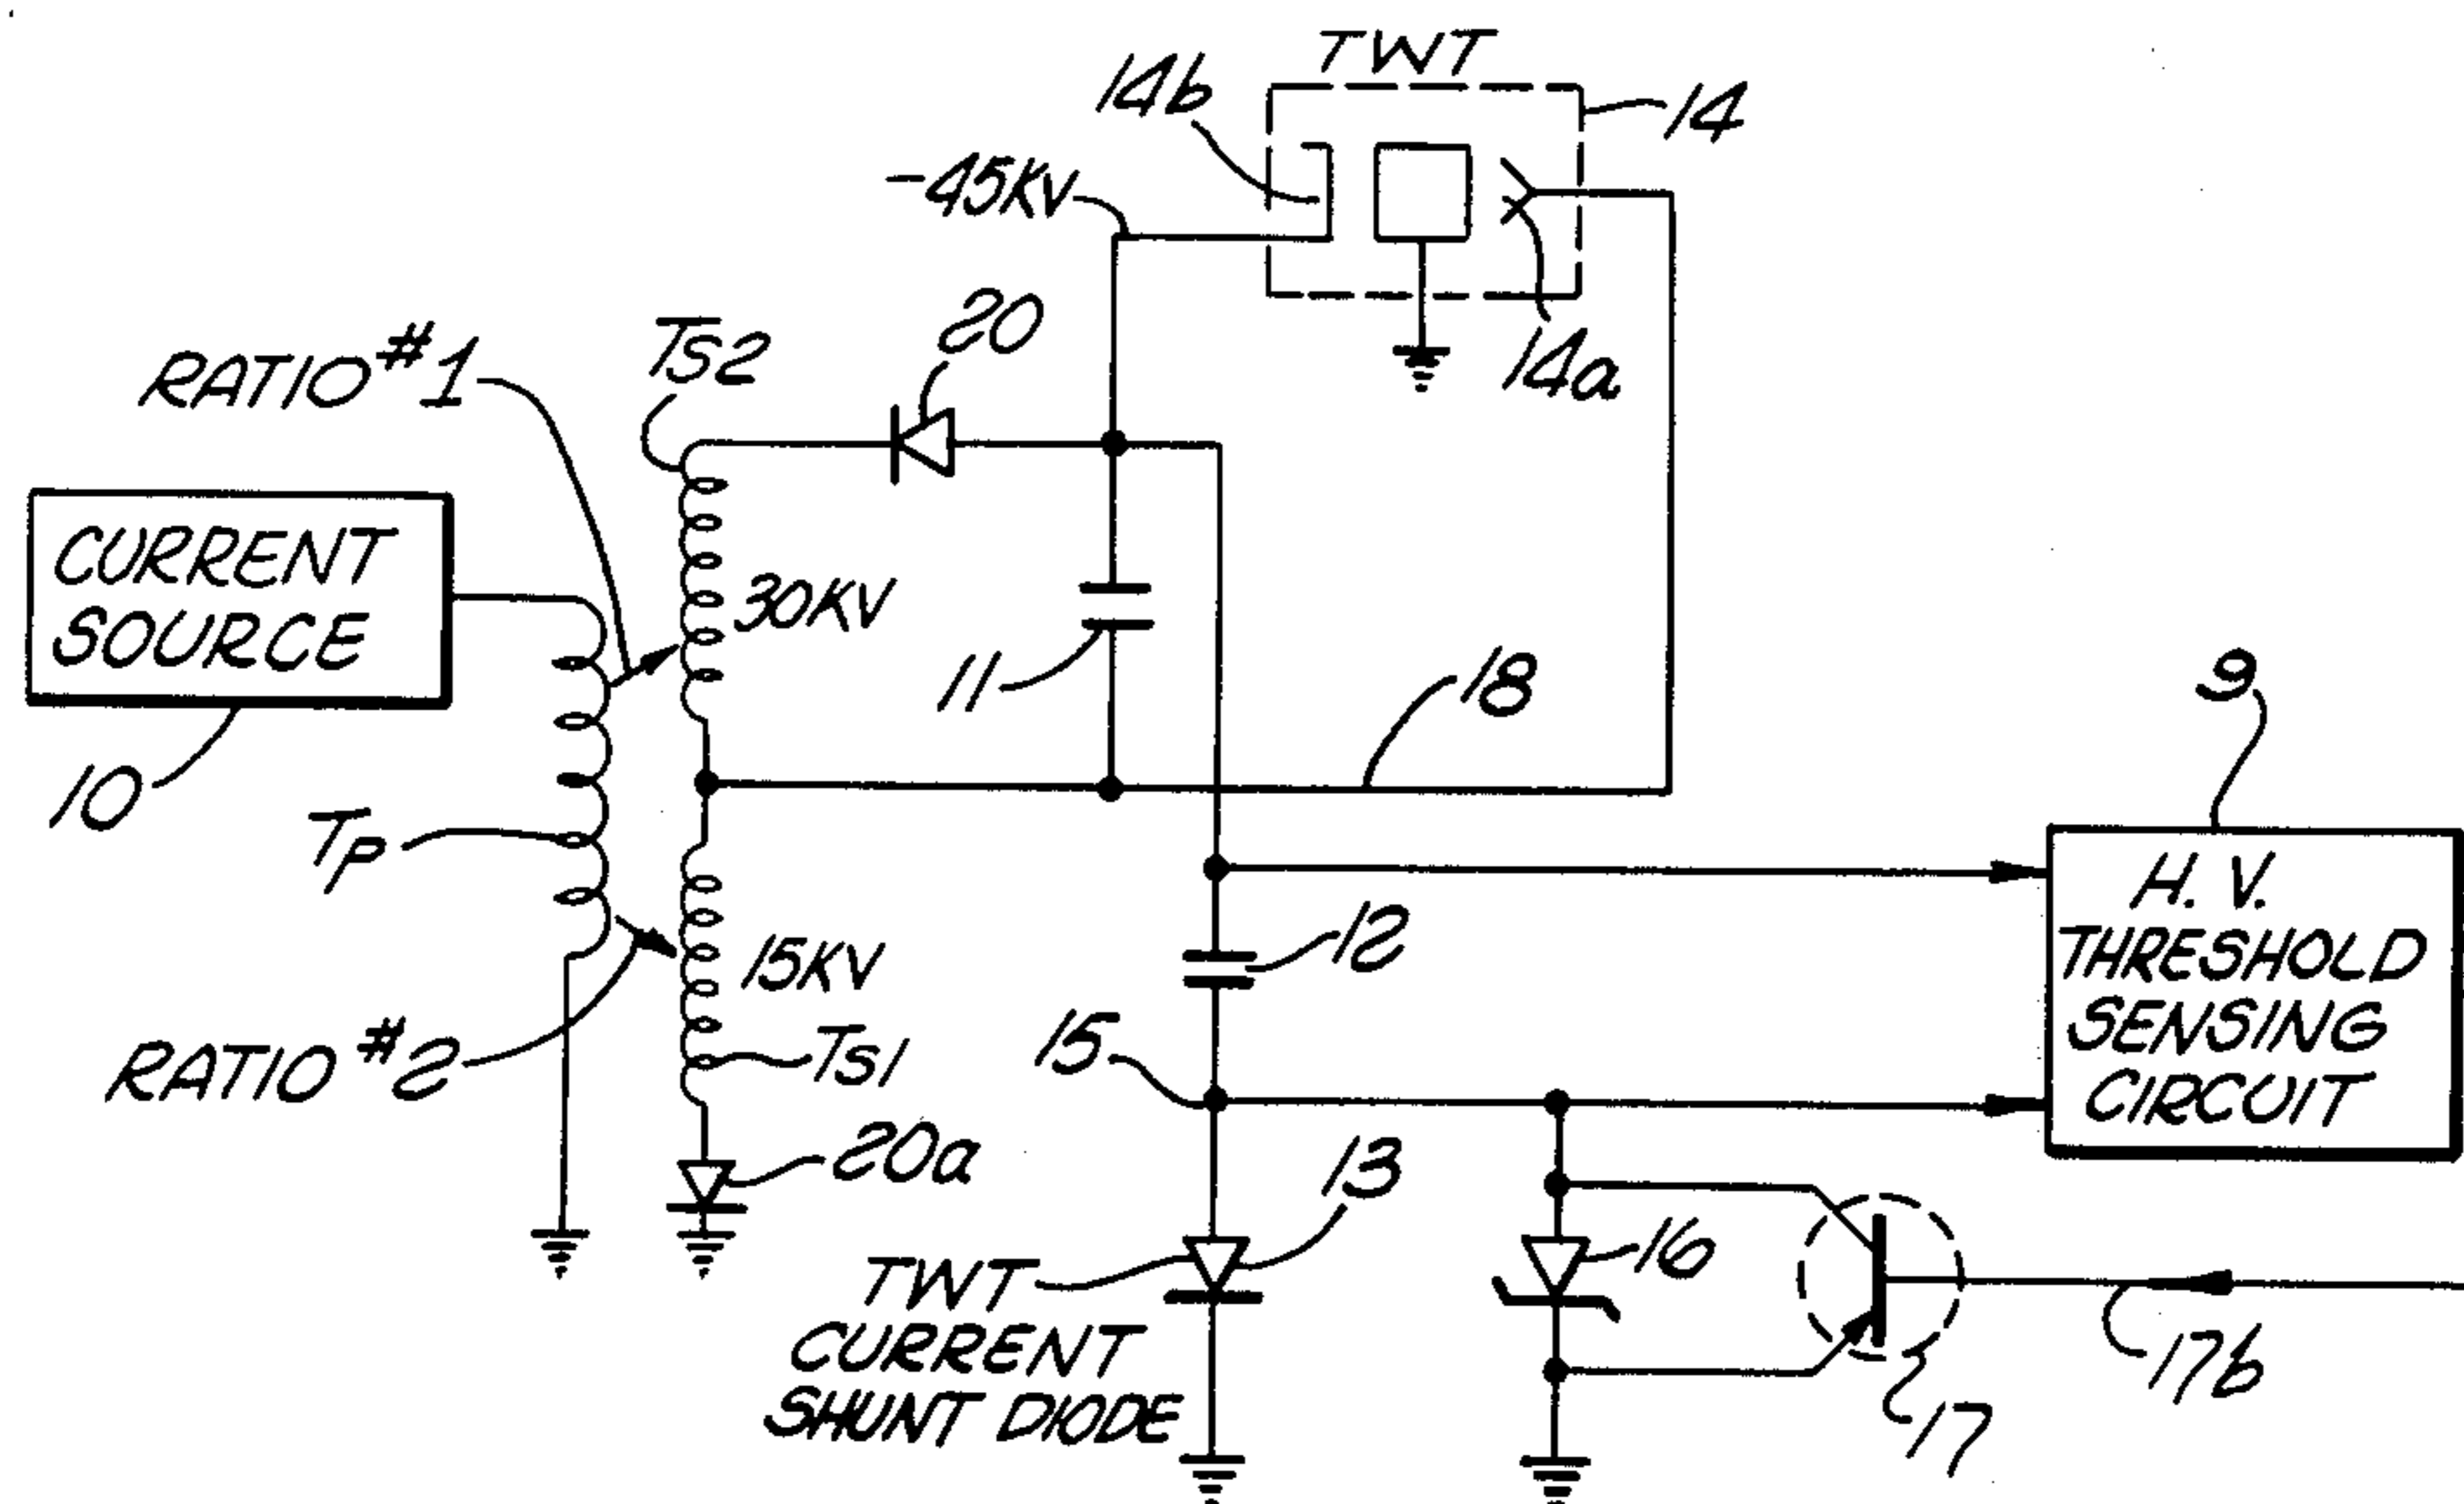 TWT
14b
14
-45KV
14a
20
TS2
RATIO #1
CURRENT
SOURCE
30KV
11
18
9
10
TP
H. V.
THRESHOLD
SENSING
CIRCUIT
12
15KV
15
TS1
RATIO #2
20a
13
16
TWT
CURRENT
SHUNT DIODE
17b
17